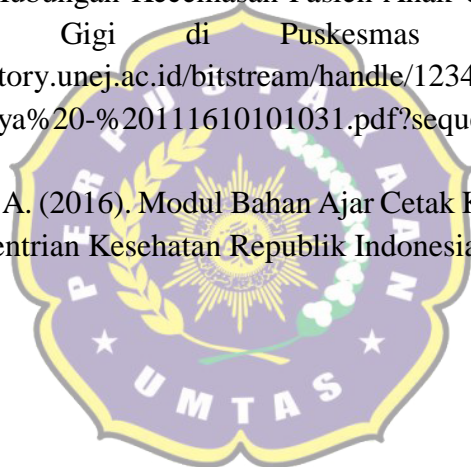 Hubungan Kecemasan Pasien Anak
Gigi di Puskesmas
tory.unej.ac.id/bitstream/handle/1234
ya%20-%20111610101031.pdf?seque
A. (2016). Modul Bahan Ajar Cetak K
entrian Kesehatan Republik Indonesia
PERPUSTAKAAN
UMTAS